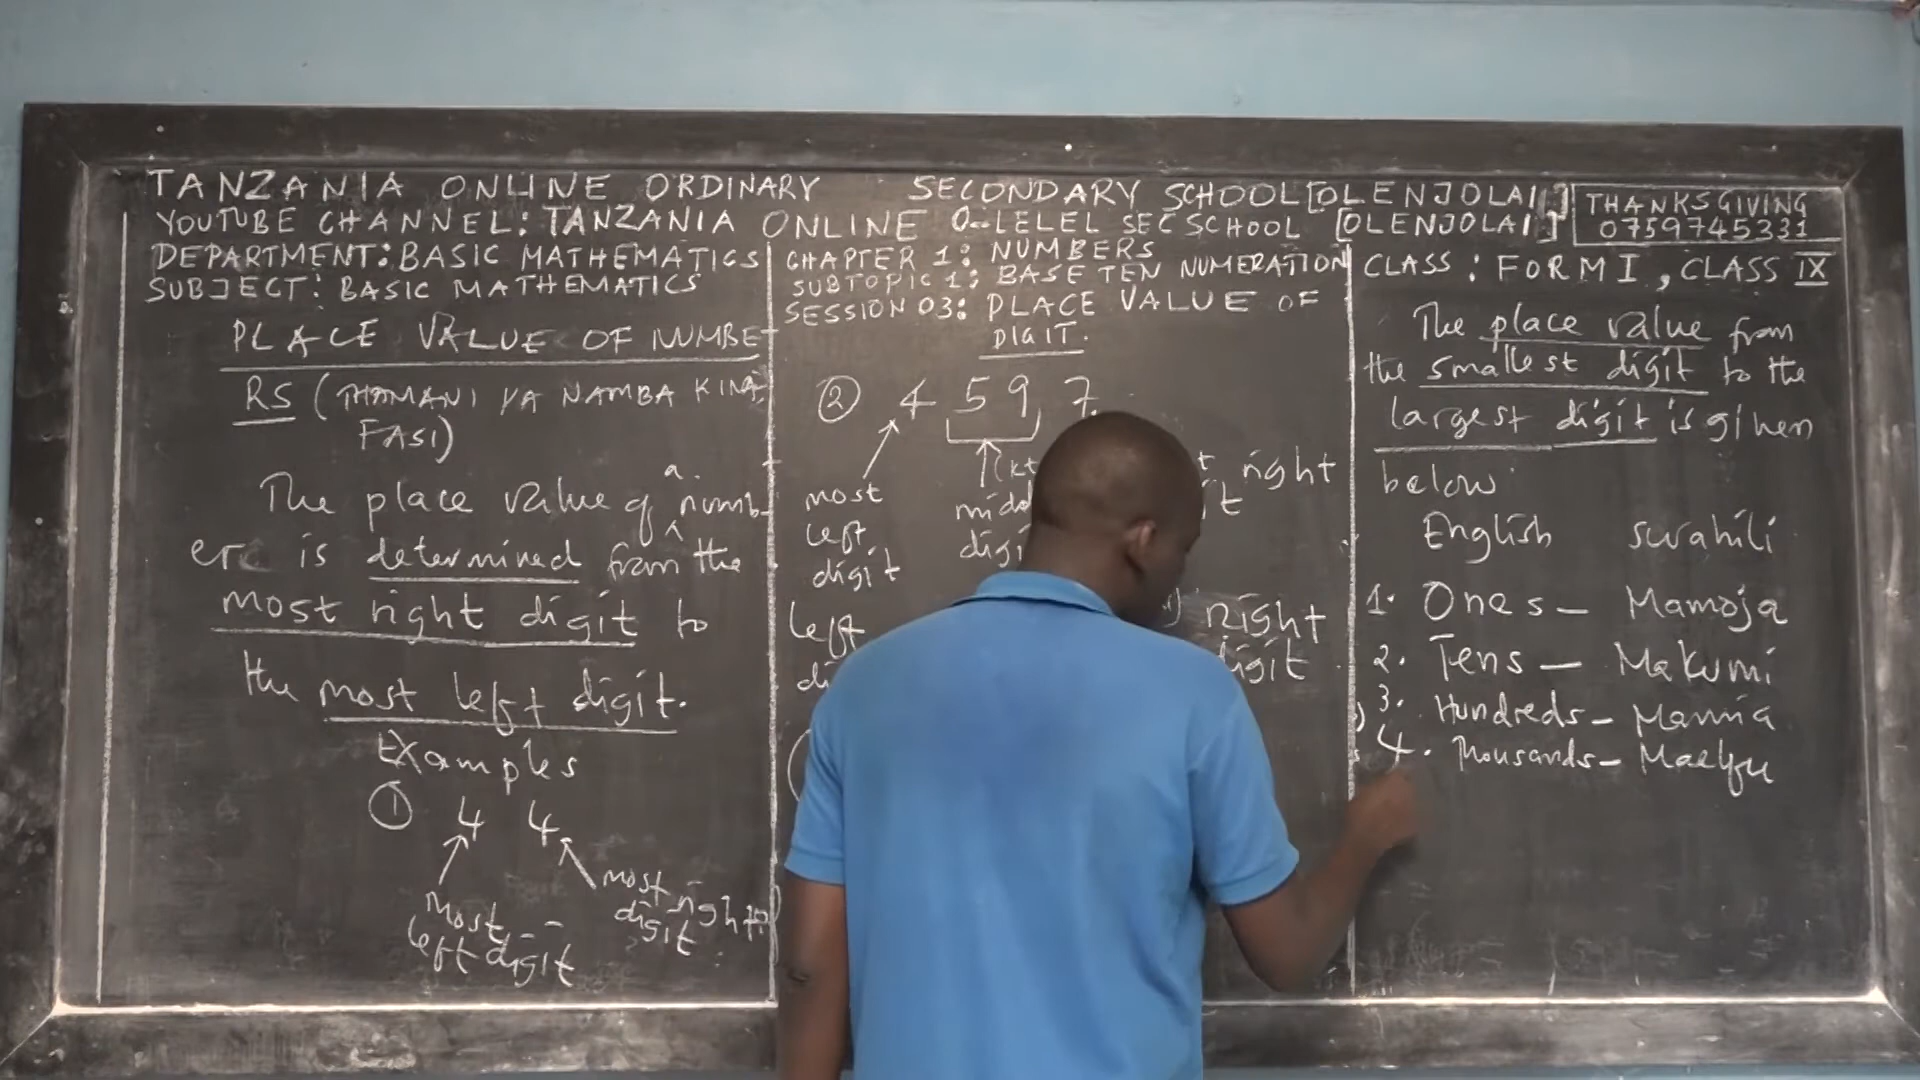 TANZANIA ONLINE ORDINARY SECONDARY SCHOOL [OLENJOLAI]
YOUTUBE CHANNEL: TANZANIA ONLINE O-LELEL SEC SCHOOL [OLENJOLAI]
THANKSGIVING
0759745331
DEPARTMENT: BASIC MATHEMATICS
SUBJECT: BASIC MATHEMATICS
PLACE VALUE OF NUMBE-
RS (THAMANI YA NAMBA KINA-
FASI)
The place value of a numb-
er is determined from the
most right digit to
the most left digit.
Examples
① 4 4
most
left digit
most right
digit
CHAPTER 1: NUMBERS
SUBTOPIC 1: BASE TEN NUMERATION
SESSION 03: PLACE VALUE OF
DIGIT.
② 4 5 9 7
most
left
digit
right
left
right
digit
CLASS: FORM I, CLASS IX
The place value from
the smallest digit to the
largest digit is given
below
English swahili
1. Ones – Mamoja
2. Tens – Makumi
3. Hundreds – Mamia
4. Thousands – Maelfu